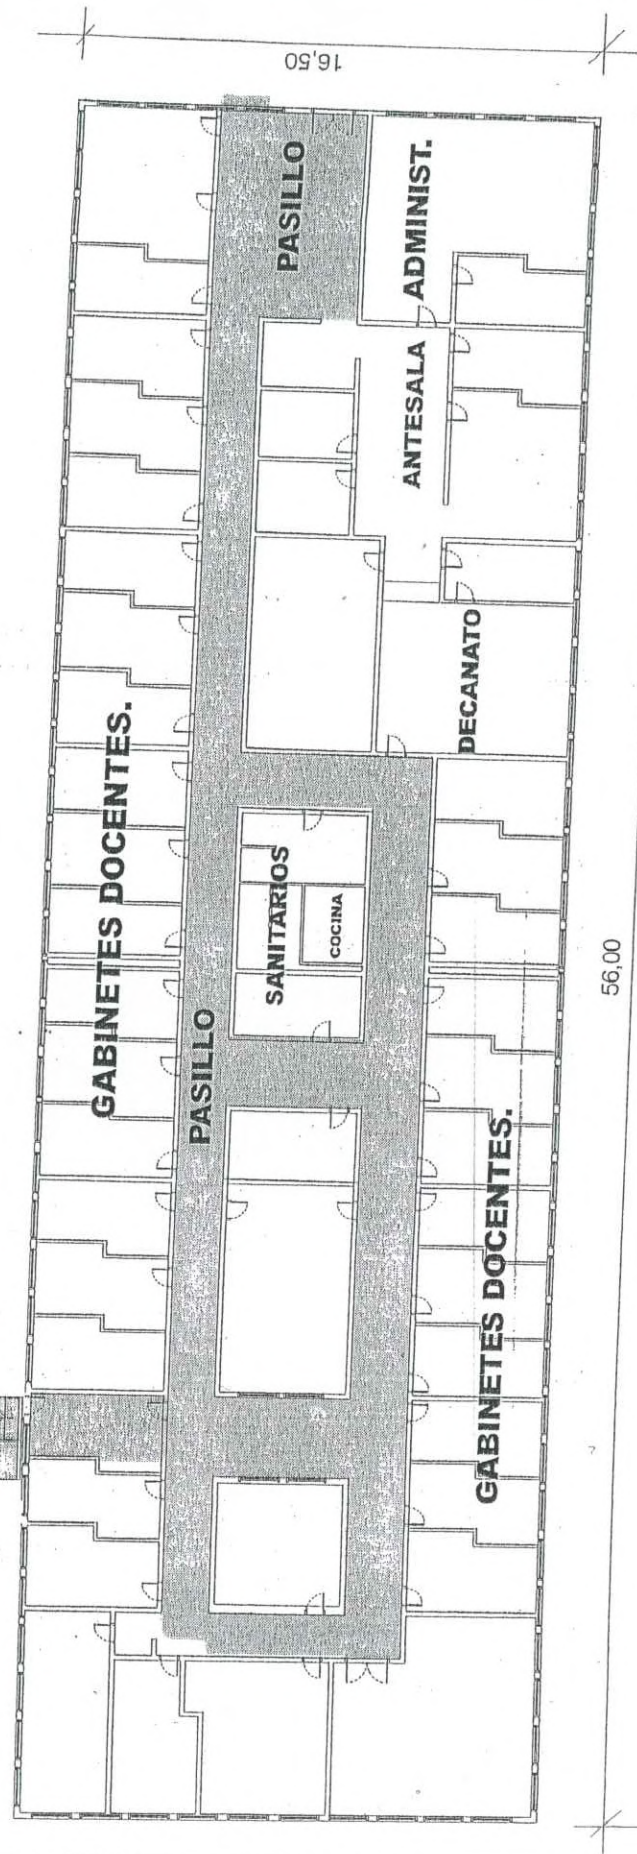 16,50
GABINETES DOCENTES.
PASILLO
PASILLO
SANITARIOS
COCINA
ANTESALA
ADMINIST.
DECANATO
GABINETES DOCENTES.
56,00